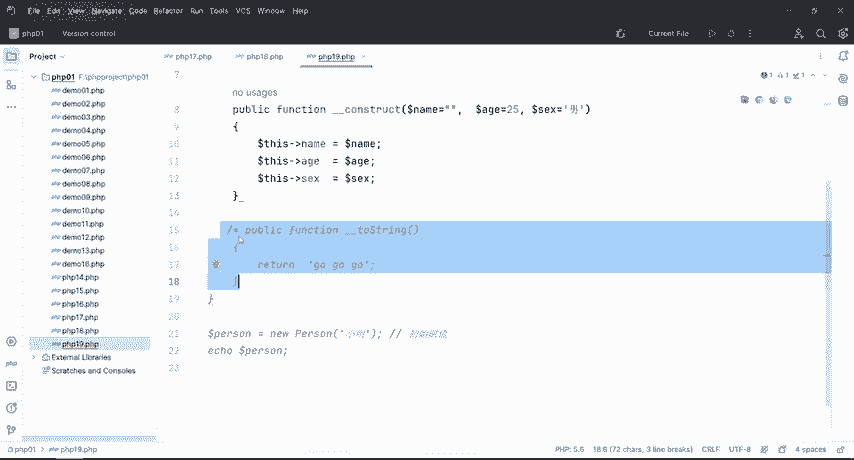 File Edit View Navigate Code Refactor Run Tools VCS Window Help
php01 Version control Current File
Project
php17.php php18.php php19.php
php01 F:\phpproject\php01
demo01.php
demo02.php
demo03.php
demo04.php
demo05.php
demo06.php
demo07.php
demo08.php
demo09.php
demo10.php
demo11.php
demo12.php
demo13.php
demo16.php
php14.php
php15.php
php16.php
php17.php
php18.php
php19.php
External Libraries
Scratches and Consoles
7
no usages
8 public function __construct($name="", $age=25, $sex='男')
9 {
10 $this->name = $name;
11 $this->age = $age;
12 $this->sex = $sex;
13 }
14
15 /* public function __toString()
16 {
17 return 'go go go';
18 }
19 }
20
21 $person = new Person('小明'); // 初始赋值
22 echo $person;
23
php01 > php19.php PHP: 5.6 18:6 (72 chars, 3 line breaks) CRLF UTF-8 4 spaces